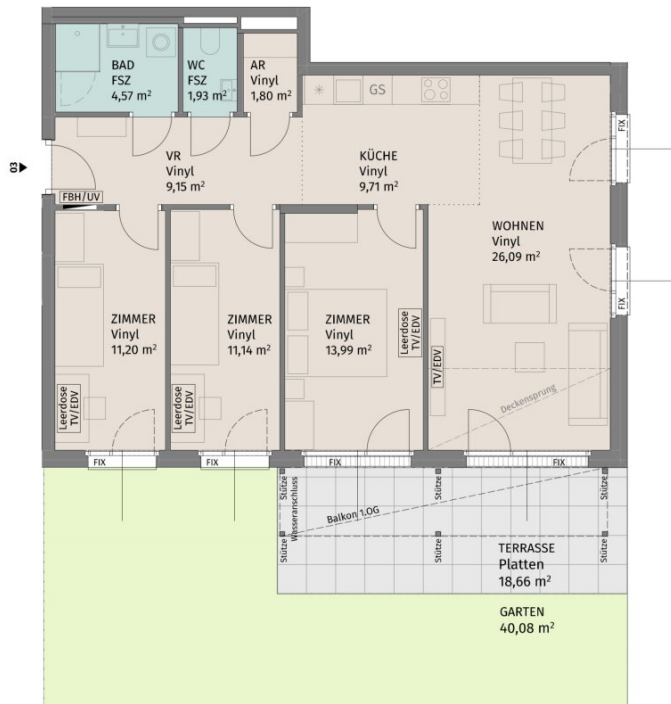 BAD
FSZ
4,57 m²
WC
FSZ
1,93 m²
AR
Vinyl
1,80 m²
GS
FIX
03
VR
Vinyl
9,15 m²
KÜCHE
Vinyl
9,71 m²
FBH/UV
WOHNEN
Vinyl
26,09 m²
FIX
ZIMMER
Vinyl
11,20 m²
ZIMMER
Vinyl
11,14 m²
ZIMMER
Vinyl
13,99 m²
Leerdose
TV/EDV
TV/EDV
Leerdose
TV/EDV
Leerdose
TV/EDV
Deckensprung
FIX
FIX
FIX
FIX
Stütze
Wasseranschluss
Stütze
Stütze
Balkon 1.OG
Stütze
Stütze
Stütze
TERRASSE
Platten
18,66 m²
GARTEN
40,08 m²